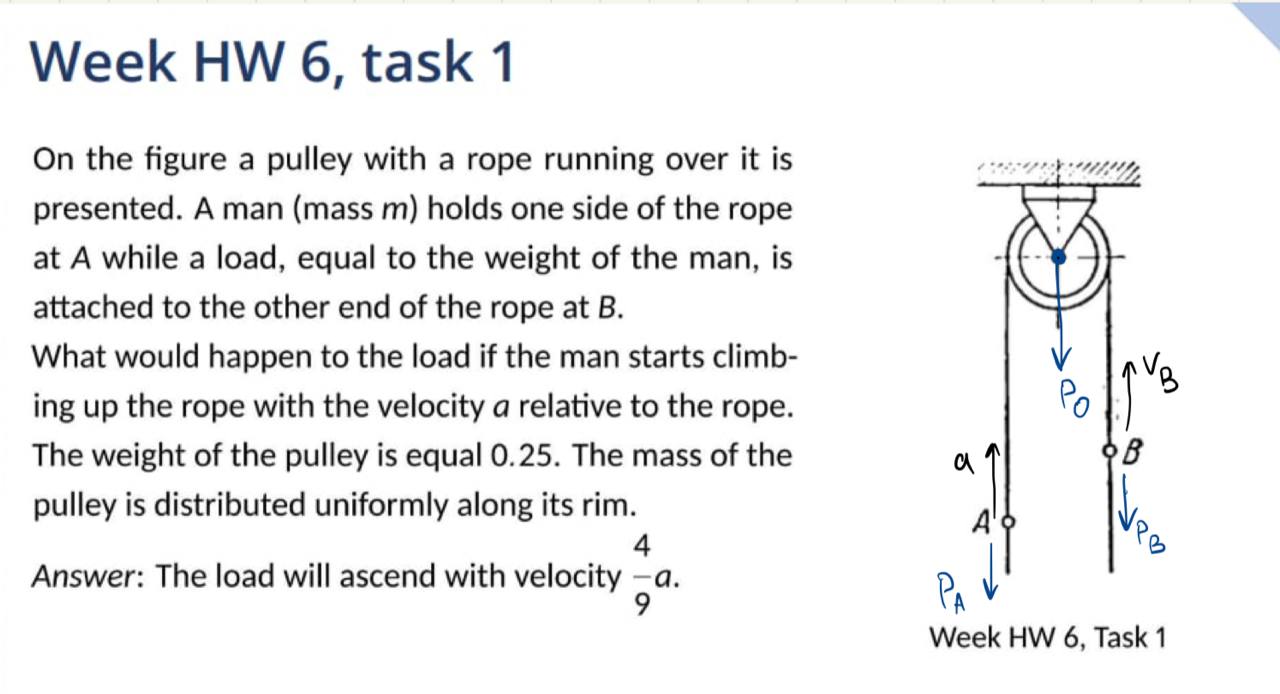 Week HW 6, task 1
On the figure a pulley with a rope running over it is
presented. A man (mass m) holds one side of the rope
at A while a load, equal to the weight of the man, is
attached to the other end of the rope at B.
What would happen to the load if the man starts climb-
ing up the rope with the velocity a relative to the rope.
The weight of the pulley is equal 0.25. The mass of the
pulley is distributed uniformly along its rim.
Answer: The load will ascend with velocity 4/9 a.
P_O
V_B
a
B
A
P_B
P_A
Week HW 6, Task 1